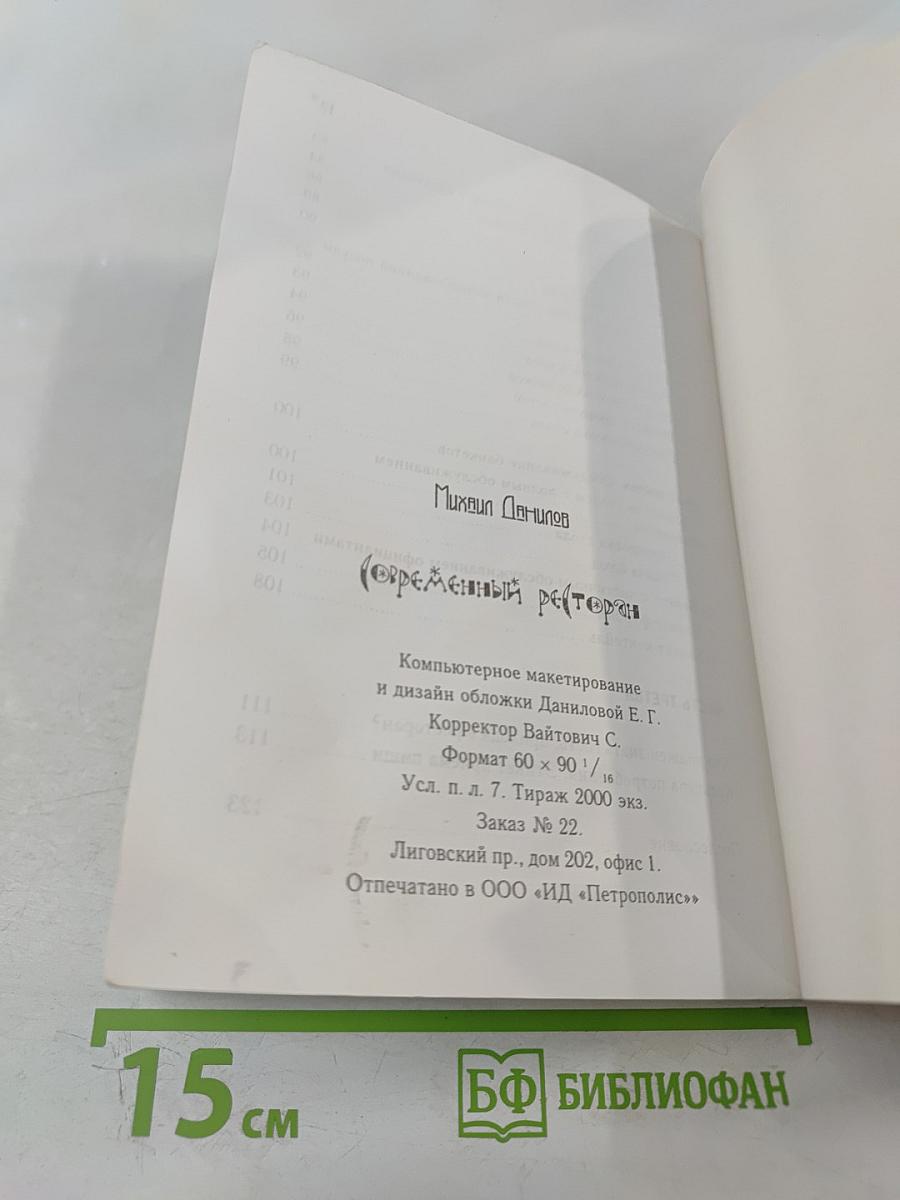 Михаил Данилов
Современный ресторан
Компьютерное макетирование
и дизайн обложки Даниловой Е. Г.
Корректор Вайтович С.
Формат 60 × 90 1/16
Усл. п. л. 7. Тираж 2000 экз.
Заказ № 22.
Лиговский пр., дом 202, офис 1.
Отпечатано в ООО «ИД «Петрополис»»
15 см
БФ БИБЛИОФАН